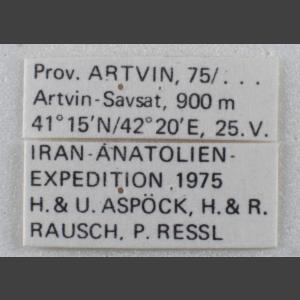 Prov. ARTVIN, 75/. . .
Artvin-Savsat, 900 m
41°15'N/42°20'E, 25.V.
IRAN-ANATOLIEN-
EXPEDITION 1975
H. & U. ASPÖCK, H. & R.
RAUSCH, P. RESSL